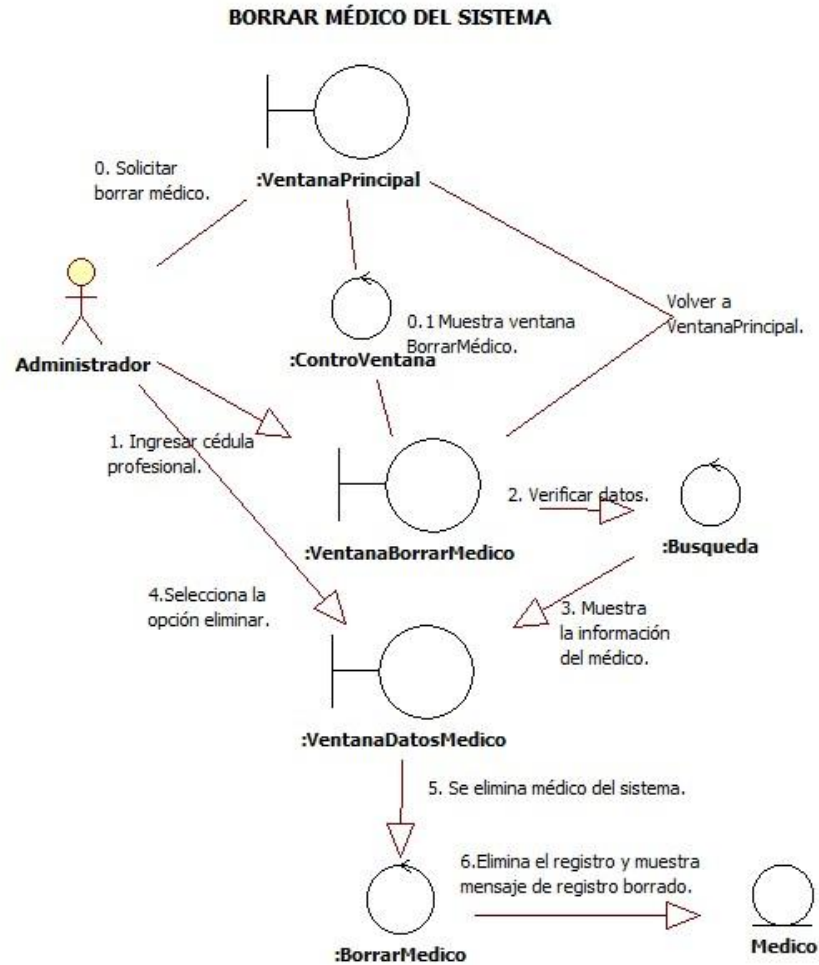 BORRAR MÉDICO DEL SISTEMA
0. Solicitar
borrar médico.
:VentanaPrincipal
Volver a
VentanaPrincipal.
0.1 Muestra ventana
BorrarMédico.
Administrador
:ControVentana
1. Ingresar cédula
profesional.
2. Verificar datos.
:VentanaBorrarMedico
:Busqueda
4.Selecciona la
opción eliminar.
3. Muestra
la información
del médico.
:VentanaDatosMedico
5. Se elimina médico del sistema.
6.Elimina el registro y muestra
mensaje de registro borrado.
:BorrarMedico
Medico